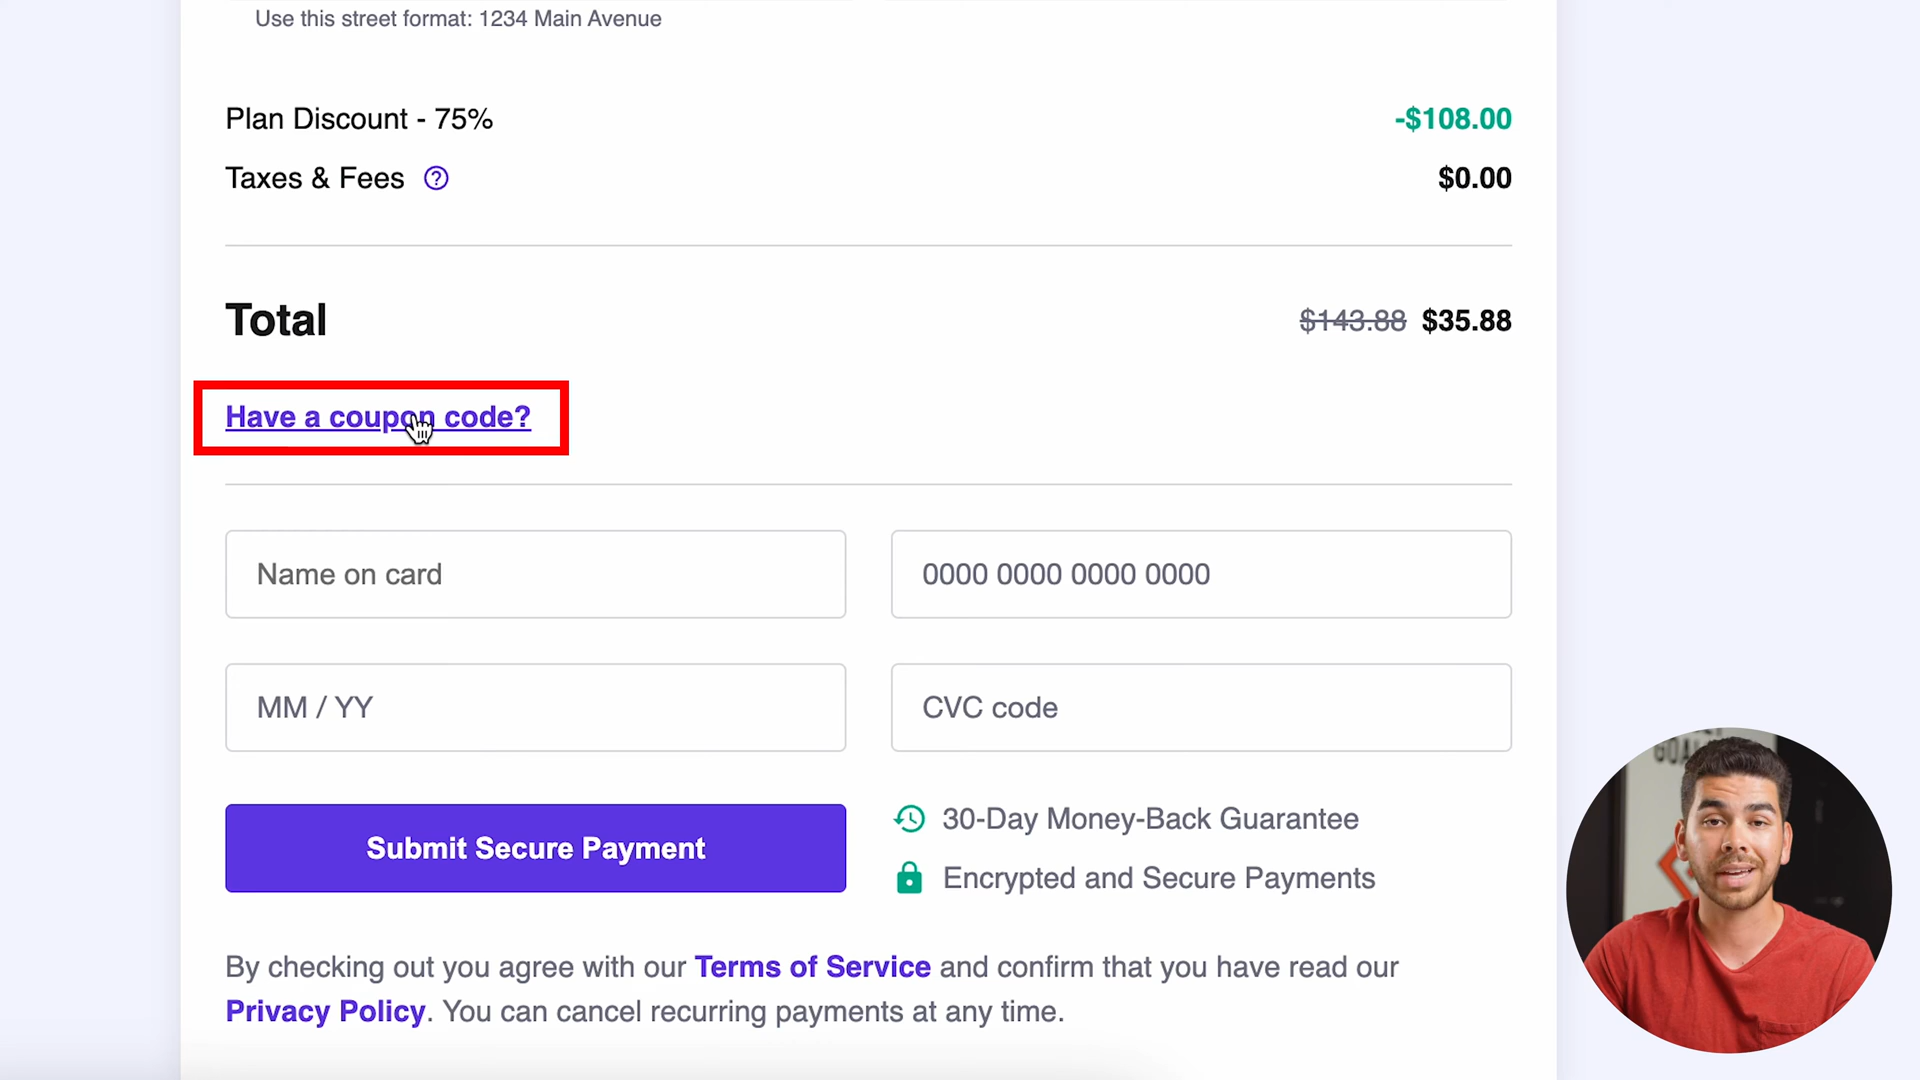 Use this street format: 1234 Main Avenue
Plan Discount - 75% -$108.00
Taxes & Fees $0.00
Total $143.88 $35.88
Have a coupon code?
Name on card 0000 0000 0000 0000
MM / YY CVC code
Submit Secure Payment
30-Day Money-Back Guarantee
Encrypted and Secure Payments
By checking out you agree with our Terms of Service and confirm that you have read our
Privacy Policy. You can cancel recurring payments at any time.